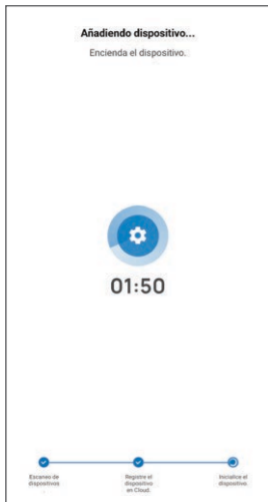 Añadiendo dispositivo...
Encienda el dispositivo.
01:50
Escaneo de
dispositivos
Registre el
dispositivo
en Cloud.
Inicialice el
dispositivo.